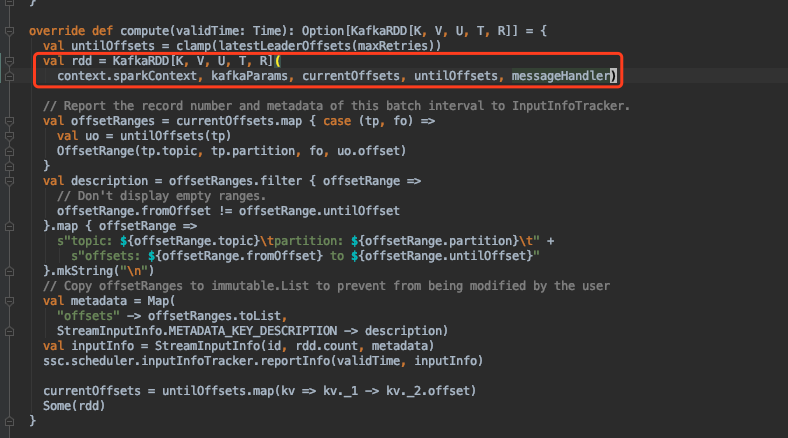 }
override def compute(validTime: Time): Option[KafkaRDD[K, V, U, T, R]] = {
val untilOffsets = clamp(latestLeaderOffsets(maxRetries))
val rdd = KafkaRDD[K, V, U, T, R](
context.sparkContext, kafkaParams, currentOffsets, untilOffsets, messageHandler)
// Report the record number and metadata of this batch interval to InputInfoTracker.
val offsetRanges = currentOffsets.map { case (tp, fo) =>
val uo = untilOffsets(tp)
OffsetRange(tp.topic, tp.partition, fo, uo.offset)
}
val description = offsetRanges.filter { offsetRange =>
// Don't display empty ranges.
offsetRange.fromOffset != offsetRange.untilOffset
}.map { offsetRange =>
s"topic: ${offsetRange.topic}\tpartition: ${offsetRange.partition}\t" +
s"offsets: ${offsetRange.fromOffset} to ${offsetRange.untilOffset}"
}.mkString("\n")
// Copy offsetRanges to immutable.List to prevent from being modified by the user
val metadata = Map(
"offsets" -> offsetRanges.toList,
StreamInputInfo.METADATA_KEY_DESCRIPTION -> description)
val inputInfo = StreamInputInfo(id, rdd.count, metadata)
ssc.scheduler.inputInfoTracker.reportInfo(validTime, inputInfo)
currentOffsets = untilOffsets.map(kv => kv._1 -> kv._2.offset)
Some(rdd)
}